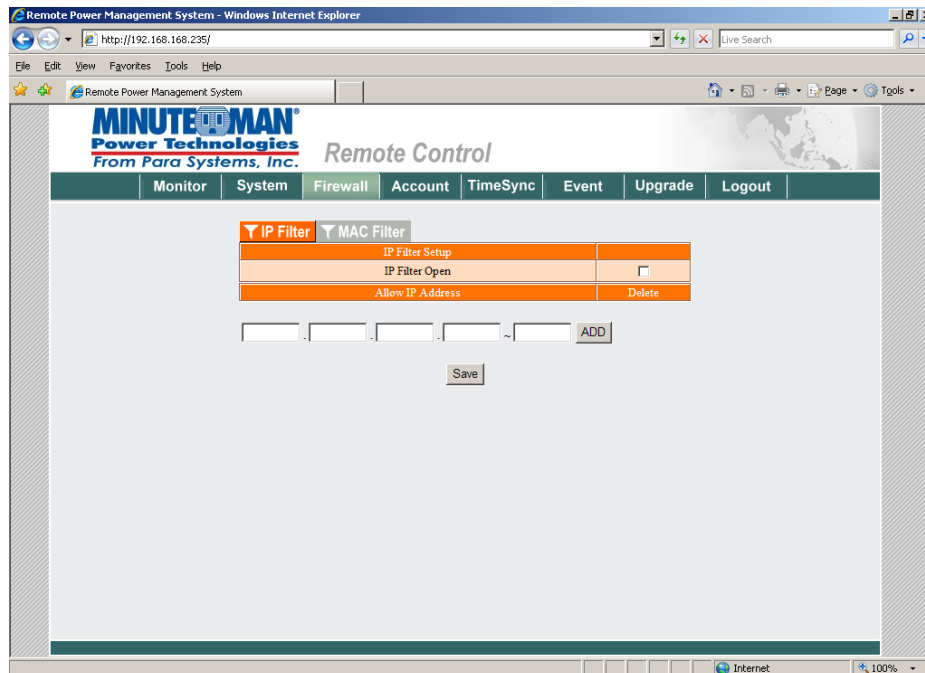 Remote Power Management System - Windows Internet Explorer
http://192.168.168.235/
Live Search
File Edit View Favorites Tools Help
Remote Power Management System
Page Tools
MINUTEMAN®
Power Technologies
From Para Systems, Inc.
Remote Control
Monitor System Firewall Account TimeSync Event Upgrade Logout
IP Filter MAC Filter
IP Filter Setup
IP Filter Open
Allow IP Address Delete
. . . ~ ADD
Save
Internet 100%